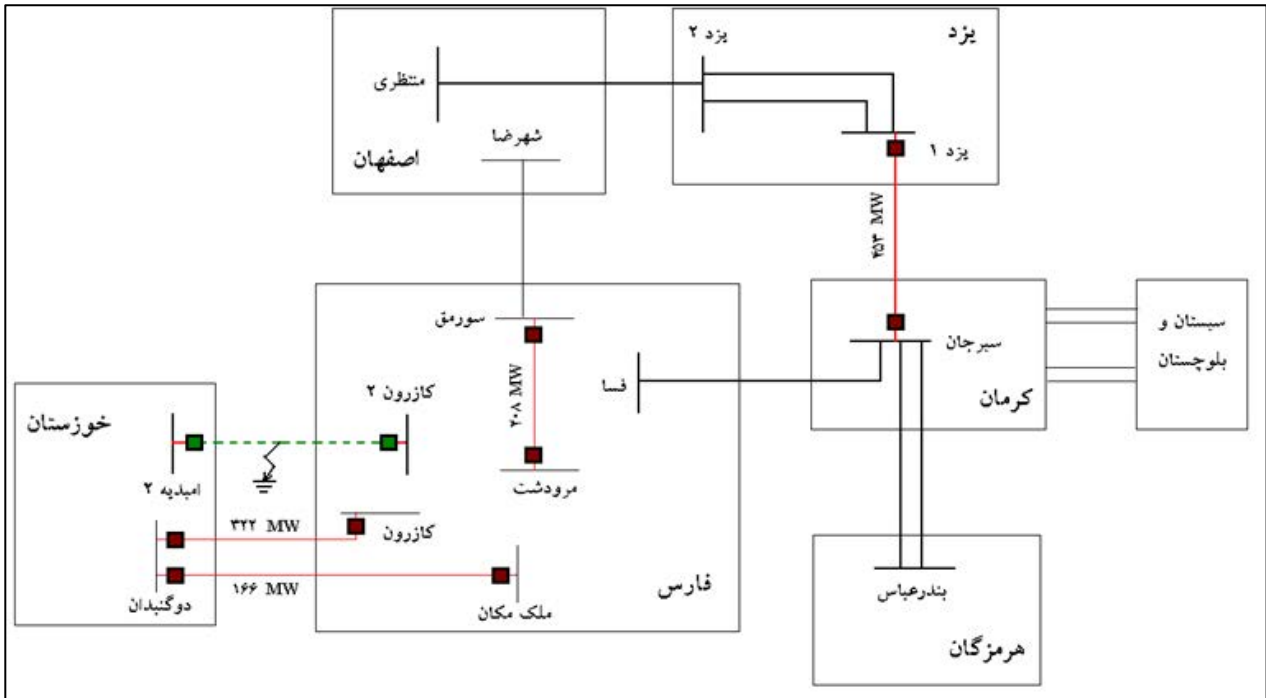 یزد
یزد ۲
یزد ۱
منتظری
شهرضا
اصفهان
۴۵۳ MW
سیستان و
بلوچستان
سیرجان
کرمان
سورمق
۲۰۸ MW
مرودشت
فسا
فارس
کازرون ۲
کازرون
ملک مکان
خوزستان
امیدیه ۲
۳۲۲ MW
۱۶۶ MW
دوگنبدان
بندرعباس
هرمزگان